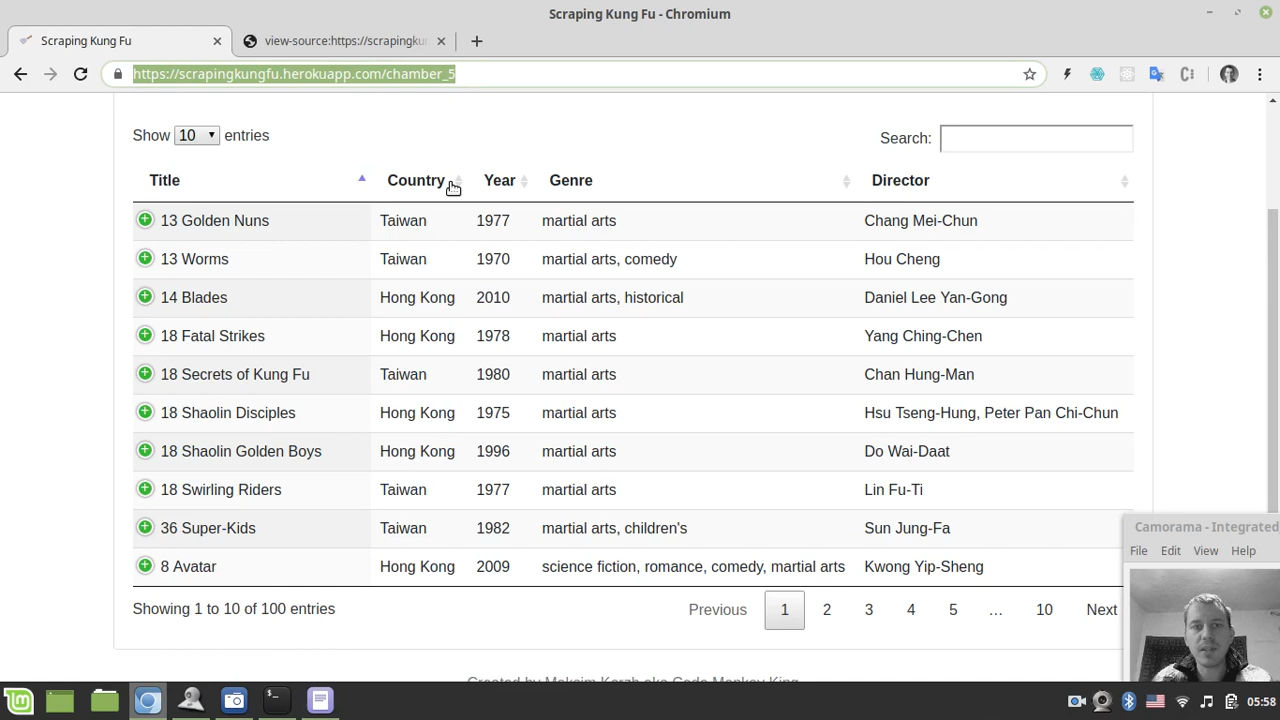 Scraping Kung Fu - Chromium
Scraping Kung Fu
view-source:https://scrapingku
https://scrapingkungfu.herokuapp.com/chamber_5
Show 10 entries
Search:
Title Country Year Genre Director
13 Golden Nuns Taiwan 1977 martial arts Chang Mei-Chun
13 Worms Taiwan 1970 martial arts, comedy Hou Cheng
14 Blades Hong Kong 2010 martial arts, historical Daniel Lee Yan-Gong
18 Fatal Strikes Hong Kong 1978 martial arts Yang Ching-Chen
18 Secrets of Kung Fu Taiwan 1980 martial arts Chan Hung-Man
18 Shaolin Disciples Hong Kong 1975 martial arts Hsu Tseng-Hung, Peter Pan Chi-Chun
18 Shaolin Golden Boys Hong Kong 1996 martial arts Do Wai-Daat
18 Swirling Riders Taiwan 1977 martial arts Lin Fu-Ti
36 Super-Kids Taiwan 1982 martial arts, children's Sun Jung-Fa
8 Avatar Hong Kong 2009 science fiction, romance, comedy, martial arts Kwong Yip-Sheng
Showing 1 to 10 of 100 entries
Previous 1 2 3 4 5 … 10 Next
Camorama - Integrated
File Edit View Help
Created by Maksim Korzh aka Code Monkey King
05:58